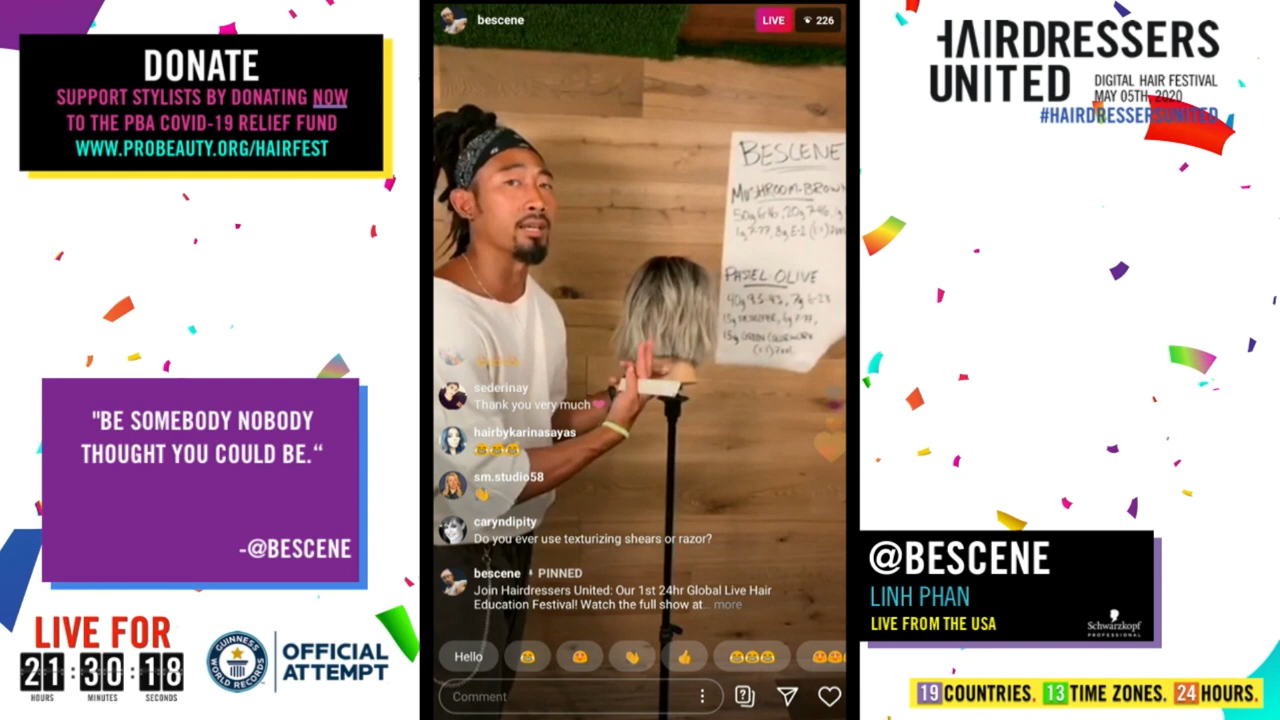 DONATE
SUPPORT STYLISTS BY DONATING NOW
TO THE PBA COVID-19 RELIEF FUND
WWW.PROBEAUTY.ORG/HAIRFEST
"BE SOMEBODY NOBODY
THOUGHT YOU COULD BE.“
-@BESCENE
LIVE FOR
21:30:18
HOURS MINUTES SECONDS
GUINNESS
WORLD RECORDS
OFFICIAL
ATTEMPT
bescene
LIVE 226
BESCENE
MUSHROOM-BROWN
PASTEL OLIVE
sederinay
Thank you very much
hairbykarinasayas
sm.studio58
caryndipity
Do you ever use texturizing shears or razor?
bescene PINNED
Join Hairdressers United: Our 1st 24hr Global Live Hair
Education Festival! Watch the full show at... more
Hello
Comment
HAIRDRESSERS
UNITED
DIGITAL HAIR FESTIVAL
MAY 05TH, 2020
#HAIRDRESSERSUNITED
@BESCENE
LINH PHAN
LIVE FROM THE USA
Schwarzkopf
PROFESSIONAL
19 COUNTRIES. 13 TIME ZONES. 24 HOURS.